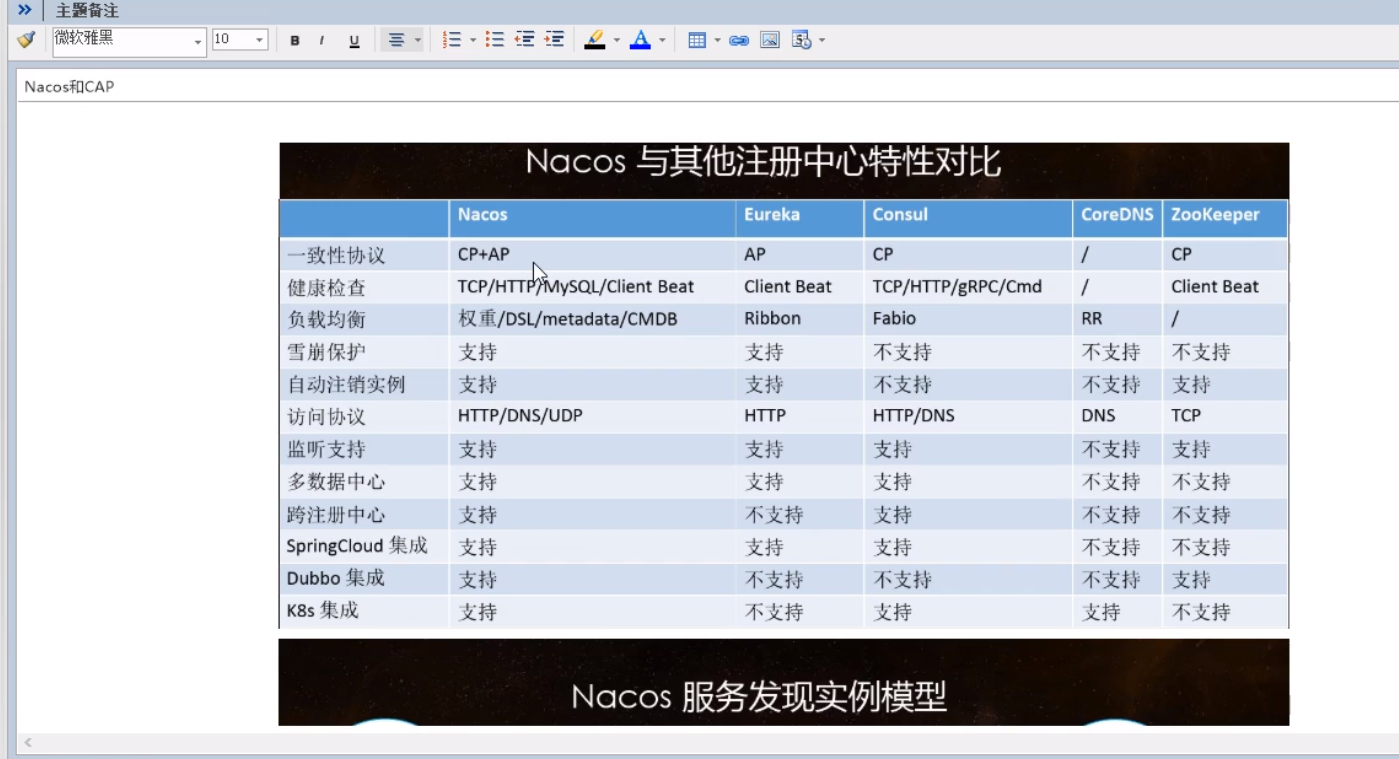 主题备注
微软雅黑 10 B I U A
Nacos和CAP
Nacos 与其他注册中心特性对比
Nacos Eureka Consul CoreDNS ZooKeeper
一致性协议 CP+AP AP CP / CP
健康检查 TCP/HTTP/MySQL/Client Beat Client Beat TCP/HTTP/gRPC/Cmd / Client Beat
负载均衡 权重/DSL/metadata/CMDB Ribbon Fabio RR /
雪崩保护 支持 支持 不支持 不支持 不支持
自动注销实例 支持 支持 不支持 不支持 支持
访问协议 HTTP/DNS/UDP HTTP HTTP/DNS DNS TCP
监听支持 支持 支持 支持 不支持 支持
多数据中心 支持 支持 支持 不支持 不支持
跨注册中心 支持 不支持 支持 不支持 不支持
SpringCloud 集成 支持 支持 支持 不支持 不支持
Dubbo 集成 支持 不支持 不支持 不支持 支持
K8s 集成 支持 不支持 支持 支持 不支持
Nacos 服务发现实例模型